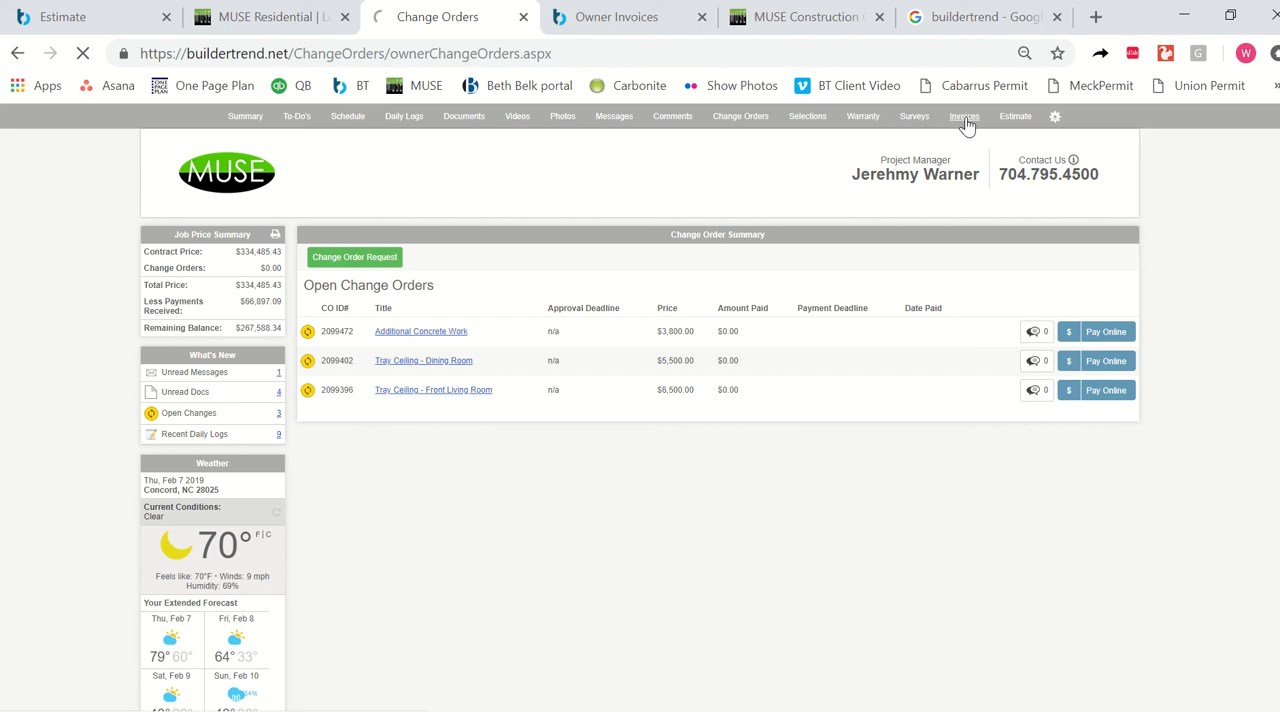 Estimate
MUSE Residential | Lo
Change Orders
Owner Invoices
MUSE Construction C
buildertrend - Goog
https://buildertrend.net/ChangeOrders/ownerChangeOrders.aspx
dish
G
W
Apps
Asana
ONE PAGE PLAN
One Page Plan
qb
QB
BT
MUSE
Beth Belk portal
Carbonite
Show Photos
BT Client Video
Cabarrus Permit
MeckPermit
Union Permit
»
Summary To-Do's Schedule Daily Logs Documents Videos Photos Messages Comments Change Orders Selections Warranty Surveys Invoices Estimate
MUSE
Project Manager
Jerehmy Warner
Contact Us
704.795.4500
Job Price Summary
Contract Price: $334,485.43
Change Orders: $0.00
Total Price: $334,485.43
Less Payments Received: $66,897.09
Remaining Balance: $267,588.34
What's New
Unread Messages 1
Unread Docs 4
Open Changes 3
Recent Daily Logs 9
Weather
Thu, Feb 7 2019
Concord, NC 28025
Current Conditions:
Clear
70° F | C
Feels like: 70°F • Winds: 9 mph
Humidity: 69%
Your Extended Forecast
Thu, Feb 7 Fri, Feb 8
79° 60° 64° 33°
Sat, Feb 9 Sun, Feb 10
Change Order Summary
Change Order Request
Open Change Orders
CO ID# Title Approval Deadline Price Amount Paid Payment Deadline Date Paid
2099472 Additional Concrete Work n/a $3,800.00 $0.00 0 $ Pay Online
2099402 Tray Ceiling - Dining Room n/a $5,500.00 $0.00 0 $ Pay Online
2099396 Tray Ceiling - Front Living Room n/a $6,500.00 $0.00 0 $ Pay Online